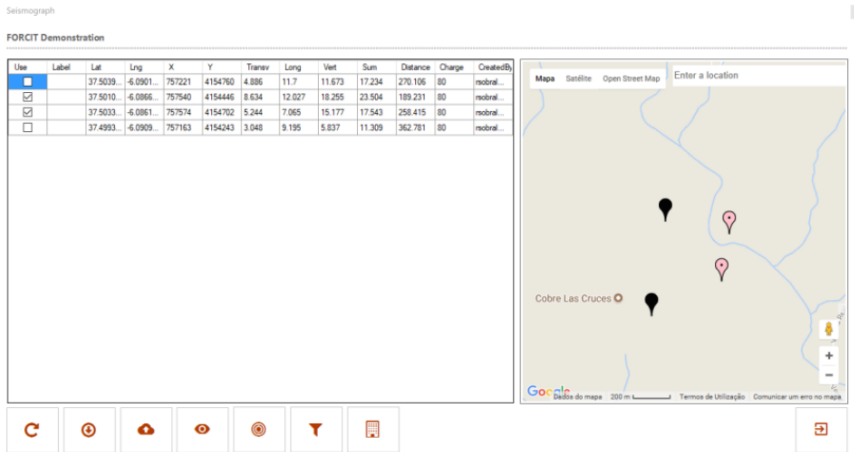 Seismograph
FORCIT Demonstration
Use Label Lat Lng X Y Transv Long Vert Sum Distance Charge CreatedBy
37.5039... -6.0901... 757221 4154760 4.886 11.7 11.673 17.234 270.106 80 rsobral...
37.5010... -6.0866... 757540 4154446 8.634 12.027 18.255 23.504 189.231 80 rsobral...
37.5033... -6.0861... 757574 4154702 5.244 7.065 15.177 17.543 258.415 80 rsobral...
37.4993... -6.0909... 757163 4154243 3.048 9.195 5.837 11.309 362.781 80 rsobral...
Mapa Satélite Open Street Map Enter a location
Cobre Las Cruces
Google Dados do mapa 200 m Termos de Utilização Comunicar um erro no mapa